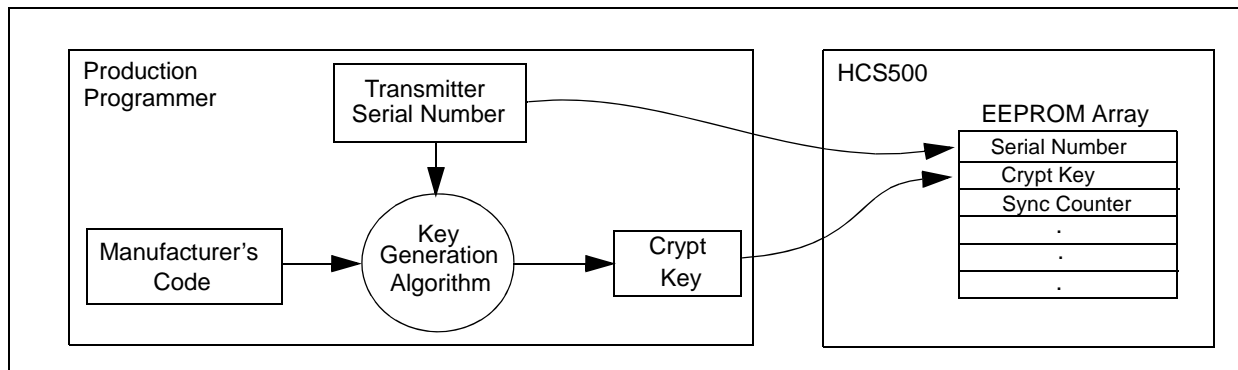 Production
Programmer
Transmitter
Serial Number
Manufacturer's
Code
Key
Generation
Algorithm
Crypt
Key
HCS500
EEPROM Array
Serial Number
Crypt Key
Sync Counter
.
.
.